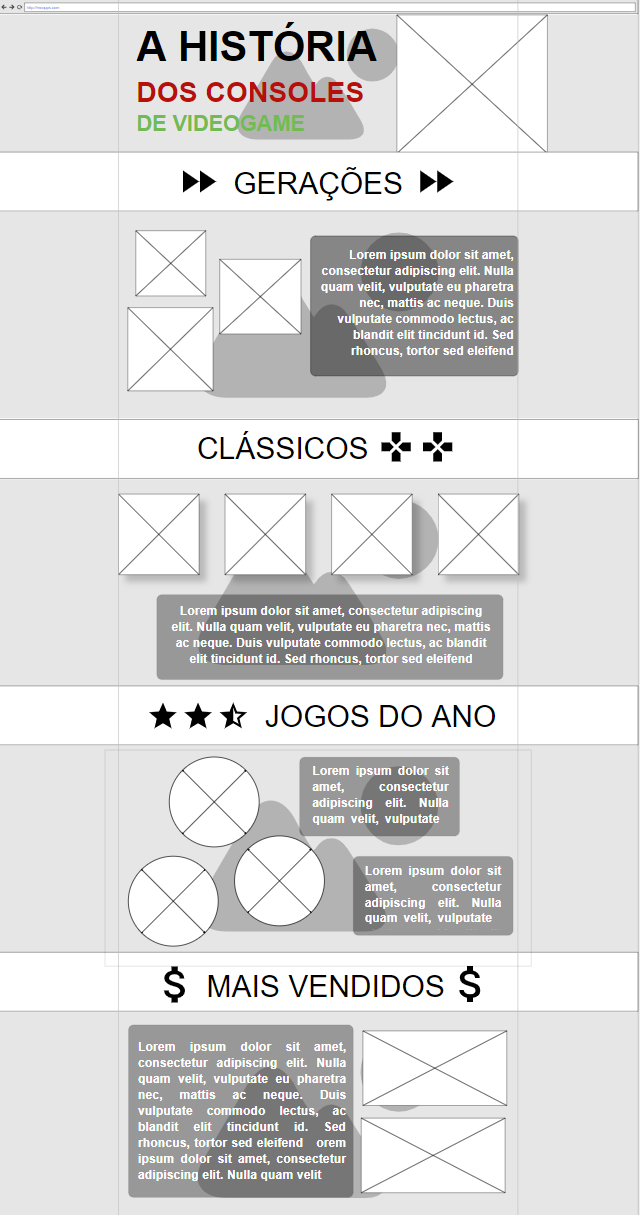 A HISTÓRIA
DOS CONSOLES
DE VIDEOGAME
GERAÇÕES
Lorem ipsum dolor sit amet,
consectetur adipiscing elit. Nulla
quam velit, vulputate eu pharetra
nec, mattis ac neque. Duis
vulputate commodo lectus, ac
blandit elit tincidunt id. Sed
rhoncus, tortor sed eleifend
CLÁSSICOS
Lorem ipsum dolor sit amet, consectetur adipiscing
elit. Nulla quam velit, vulputate eu pharetra nec, mattis
ac neque. Duis vulputate commodo lectus, ac blandit
elit tincidunt id. Sed rhoncus, tortor sed eleifend
JOGOS DO ANO
Lorem ipsum dolor sit
amet, consectetur
adipiscing elit. Nulla
quam velit, vulputate
Lorem ipsum dolor sit
amet, consectetur
adipiscing elit. Nulla
quam velit, vulputate
$ MAIS VENDIDOS $
Lorem ipsum dolor sit amet,
consectetur adipiscing elit. Nulla
quam velit, vulputate eu pharetra
nec, mattis ac neque. Duis
vulputate commodo lectus, ac
blandit elit tincidunt id. Sed
rhoncus, tortor sed eleifend orem
ipsum dolor sit amet, consectetur
adipiscing elit. Nulla quam velit